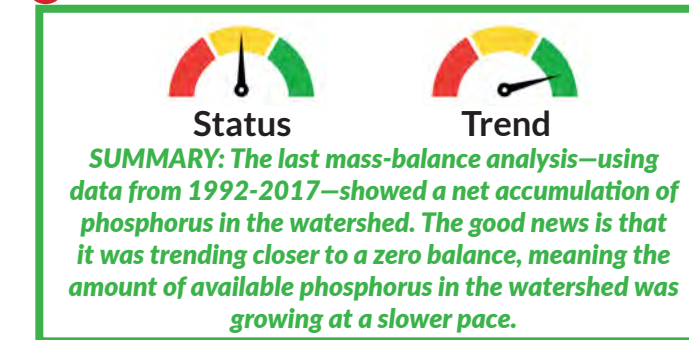 Status Trend
SUMMARY: The last mass-balance analysis—using
data from 1992-2017—showed a net accumulation of
phosphorus in the watershed. The good news is that
it was trending closer to a zero balance, meaning the
amount of available phosphorus in the watershed was
growing at a slower pace.